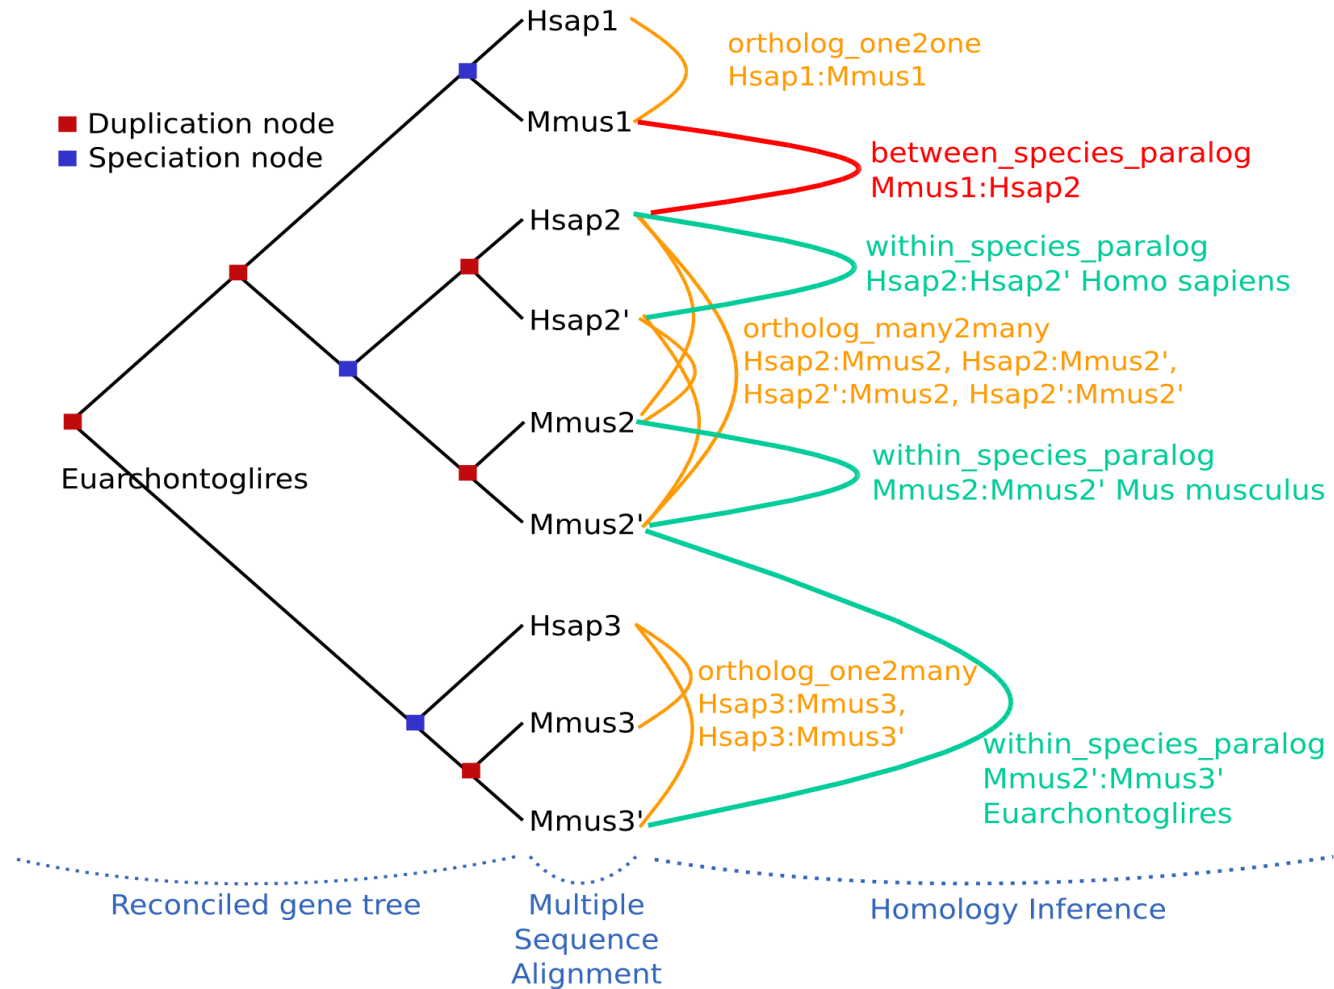 Hsap1
ortholog_one2one
Hsap1:Mmus1
Duplication node
Speciation node
Mmus1
between_species_paralog
Mmus1:Hsap2
Hsap2
within_species_paralog
Hsap2:Hsap2' Homo sapiens
Hsap2'
ortholog_many2many
Hsap2:Mmus2, Hsap2:Mmus2',
Hsap2':Mmus2, Hsap2':Mmus2'
Mmus2
within_species_paralog
Mmus2:Mmus2' Mus musculus
Euarchontoglires
Mmus2'
Hsap3
ortholog_one2many
Hsap3:Mmus3,
Hsap3:Mmus3'
Mmus3
within_species_paralog
Mmus2':Mmus3'
Euarchontoglires
Mmus3'
Reconciled gene tree
Multiple
Sequence
Alignment
Homology Inference